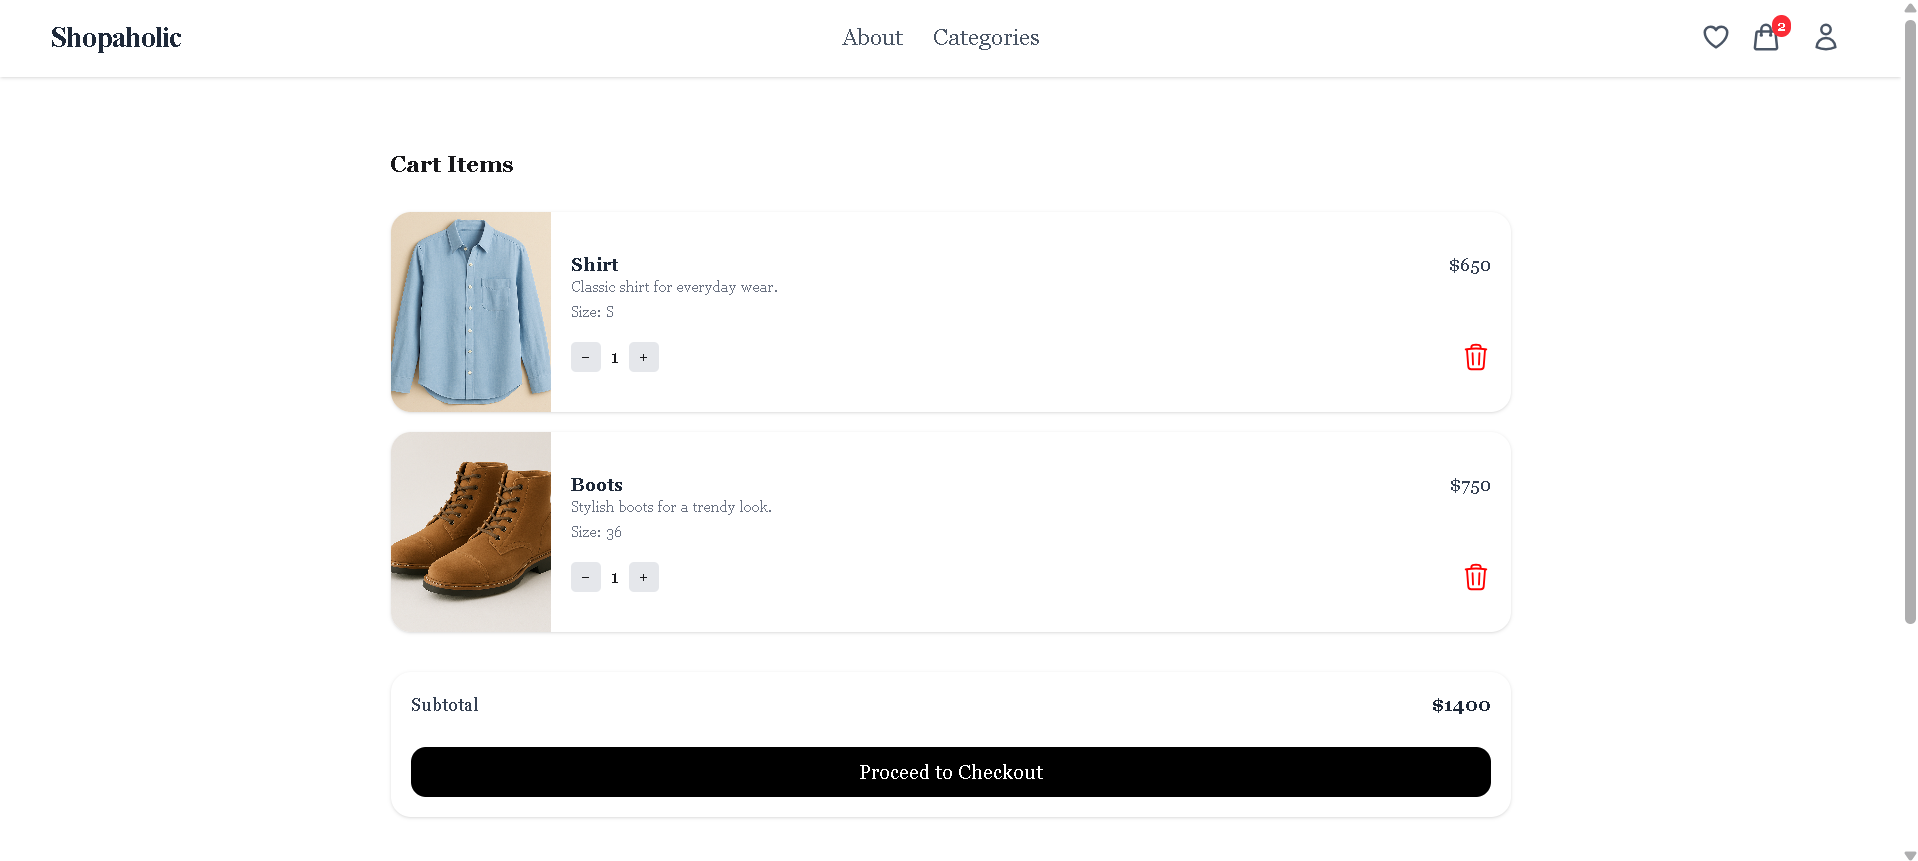 Shopaholic
About Categories
2
Cart Items
Shirt $650
Classic shirt for everyday wear.
Size: S
- 1 +
Boots $750
Stylish boots for a trendy look.
Size: 36
- 1 +
Subtotal $1400
Proceed to Checkout